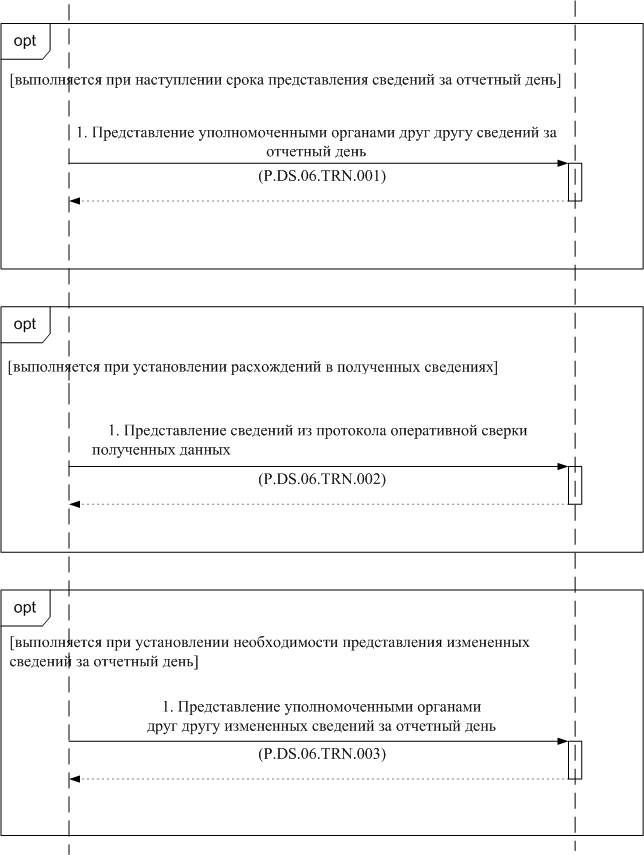 opt
[выполняется при наступлении срока представления сведений за отчетный день]
1. Представление уполномоченными органами друг другу сведений за
отчетный день
(P.DS.06.TRN.001)
opt
[выполняется при установлении расхождений в полученных сведениях]
1. Представление сведений из протокола оперативной сверки
полученных данных
(P.DS.06.TRN.002)
opt
[выполняется при установлении необходимости представления измененных
сведений за отчетный день]
1. Представление уполномоченными органами
друг другу измененных сведений за отчетный день
(P.DS.06.TRN.003)